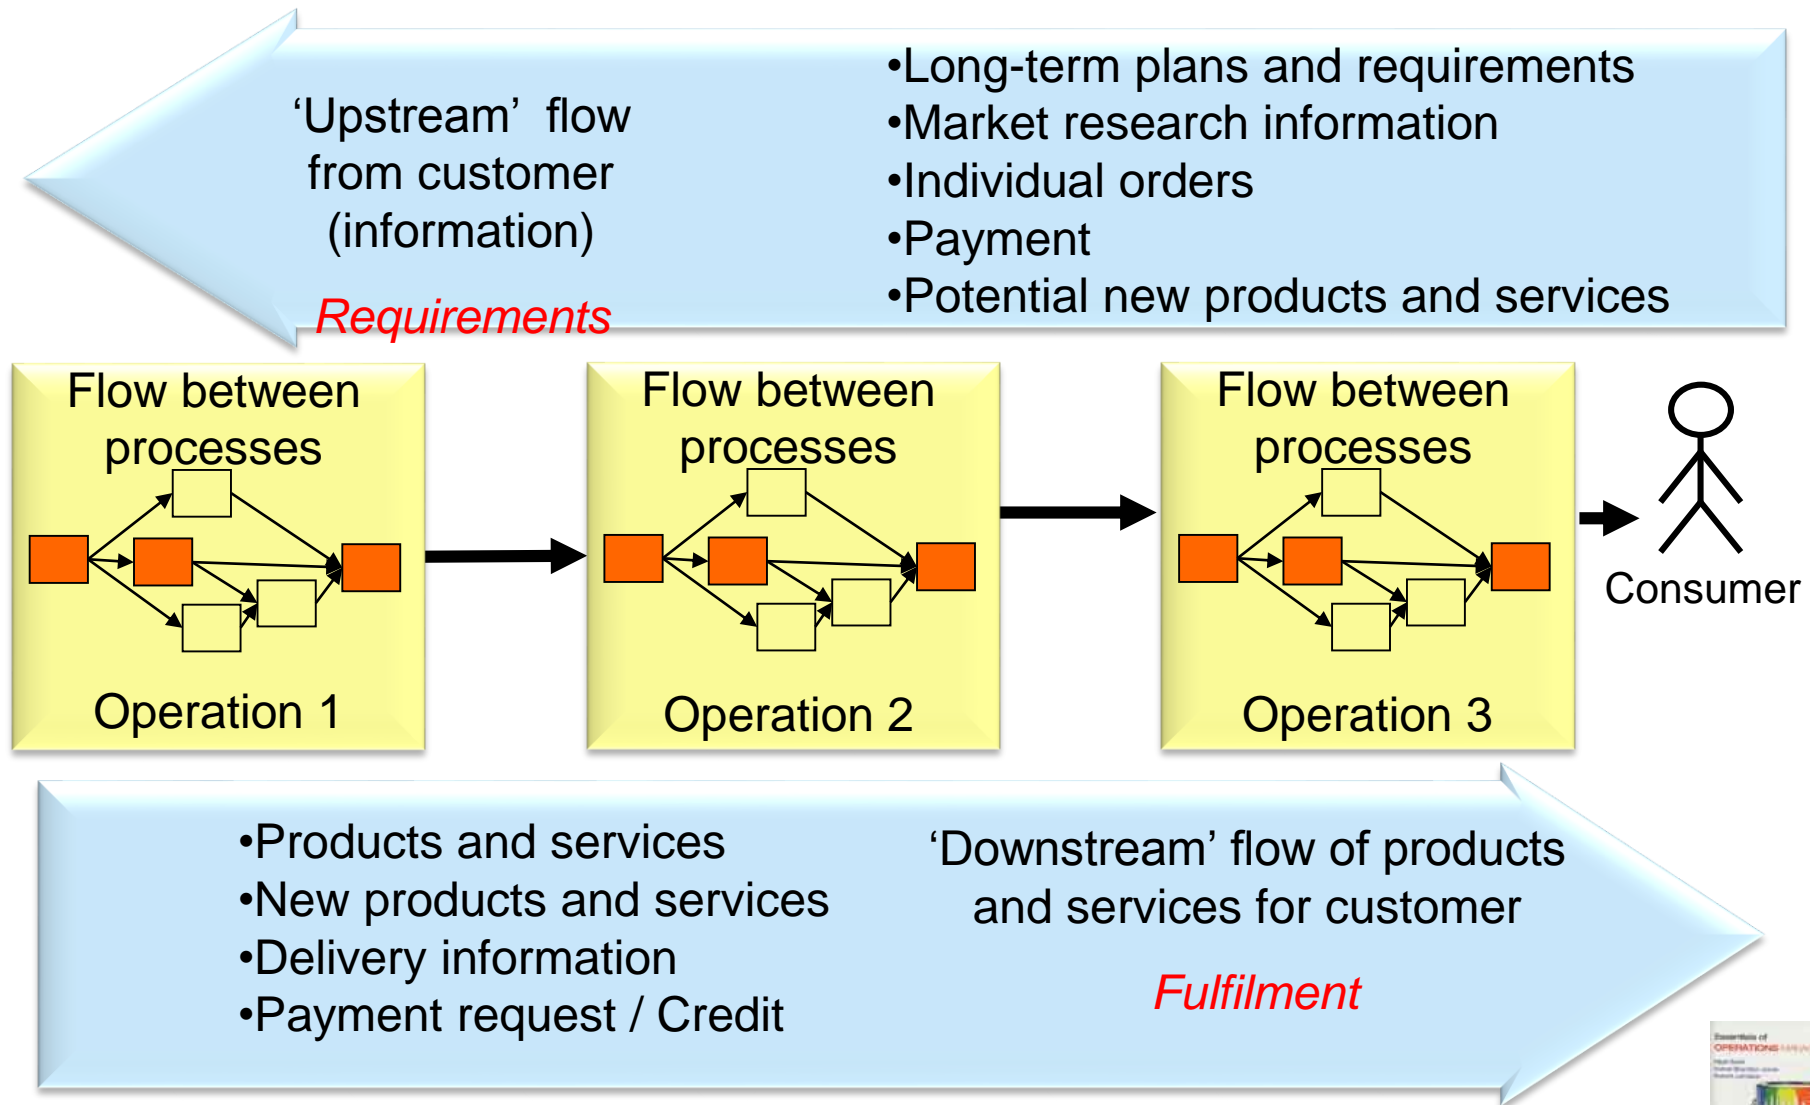 ‘Upstream’ flow
from customer
(information)
Requirements
•Long-term plans and requirements
•Market research information
•Individual orders
•Payment
•Potential new products and services
Flow between
processes
Operation 1
Flow between
processes
Operation 2
Flow between
processes
Operation 3
Consumer
•Products and services
•New products and services
•Delivery information
•Payment request / Credit
‘Downstream’ flow of products
and services for customer
Fulfilment
Essentials of
OPERATIONS